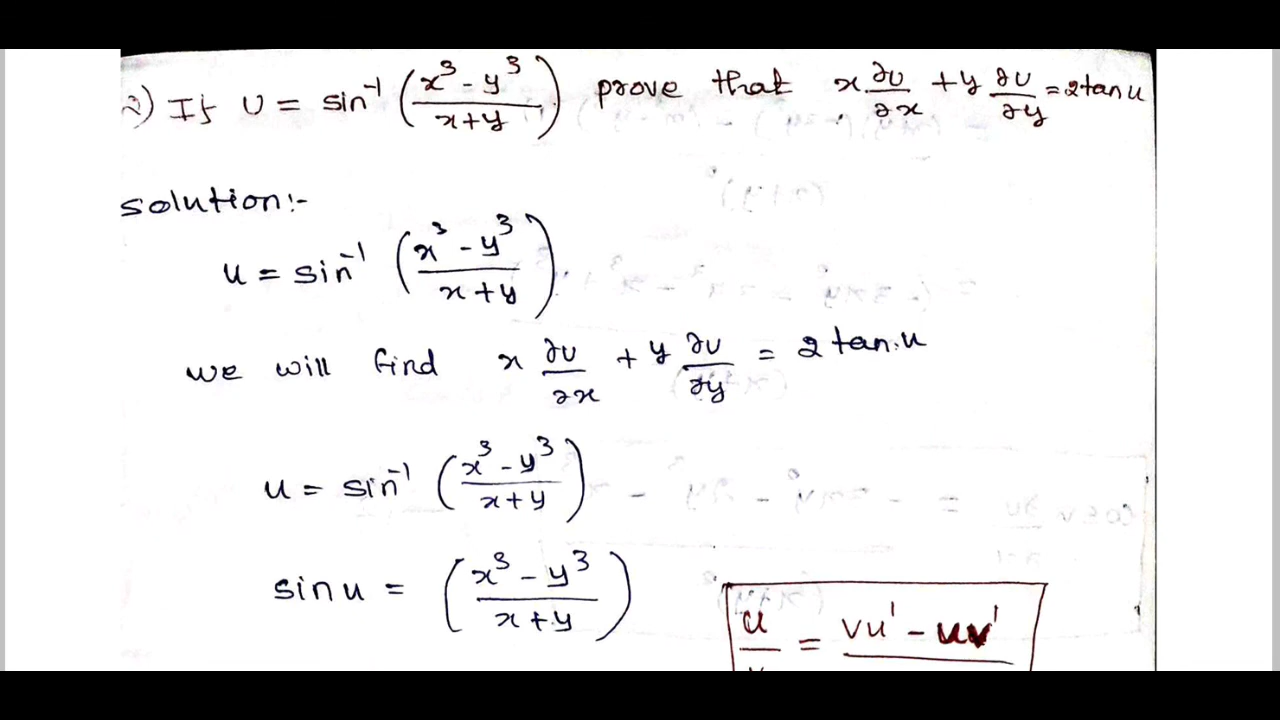 2) If U = sin⁻¹ ((x³ - y³)/(x+y)) prove that x ∂U/∂x + y ∂U/∂y = 2tanu
solution:-
u = sin⁻¹ ((x³ - y³)/(x+y))
we will find x ∂U/∂x + y ∂U/∂y = 2 tan.u
u = sin⁻¹ ((x³ - y³)/(x+y))
sin u = ((x³ - y³)/(x+y))
u/ = vu' - uv'/